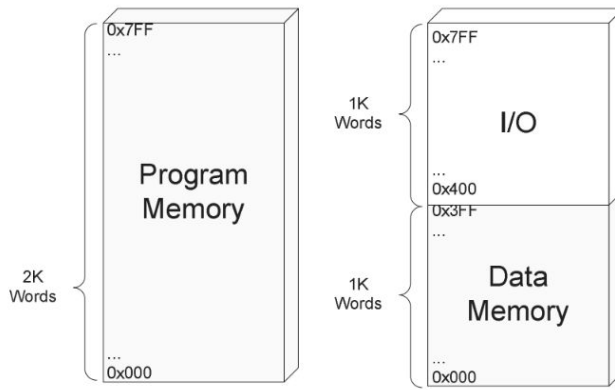 0x7FF
...
Program
Memory
2K
Words
...
0x000
0x7FF
...
1K
Words
I/O
...
0x400
0x3FF
...
1K
Words
Data
Memory
...
0x000